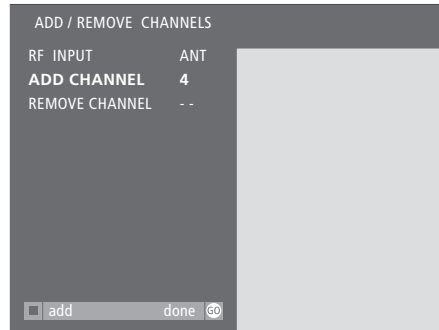 ADD / REMOVE CHANNELS
RF INPUT ANT
ADD CHANNEL 4
REMOVE CHANNEL - -
add done GO